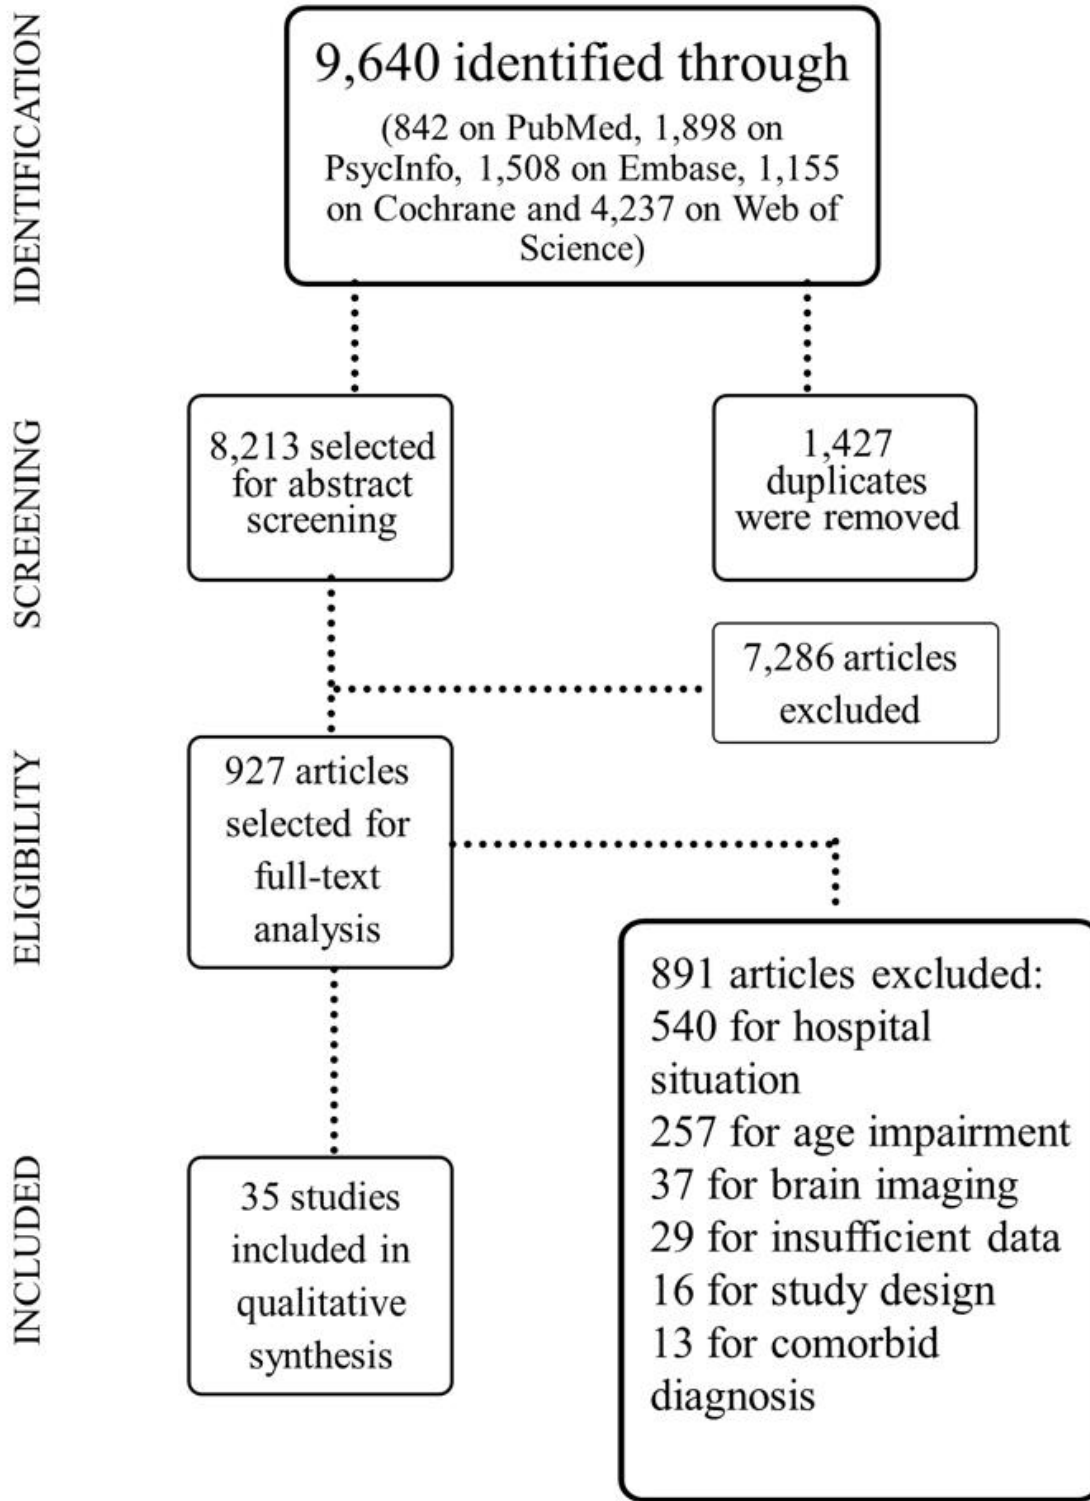 IDENTIFICATION
9,640 identified through
(842 on PubMed, 1,898 on
PsycInfo, 1,508 on Embase, 1,155
on Cochrane and 4,237 on Web of
Science)
SCREENING
8,213 selected
for abstract
screening
1,427
duplicates
were removed
7,286 articles
excluded
ELIGIBILITY
927 articles
selected for
full-text
analysis
891 articles excluded:
540 for hospital
situation
257 for age impairment
37 for brain imaging
29 for insufficient data
16 for study design
13 for comorbid
diagnosis
INCLUDED
35 studies
included in
qualitative
synthesis